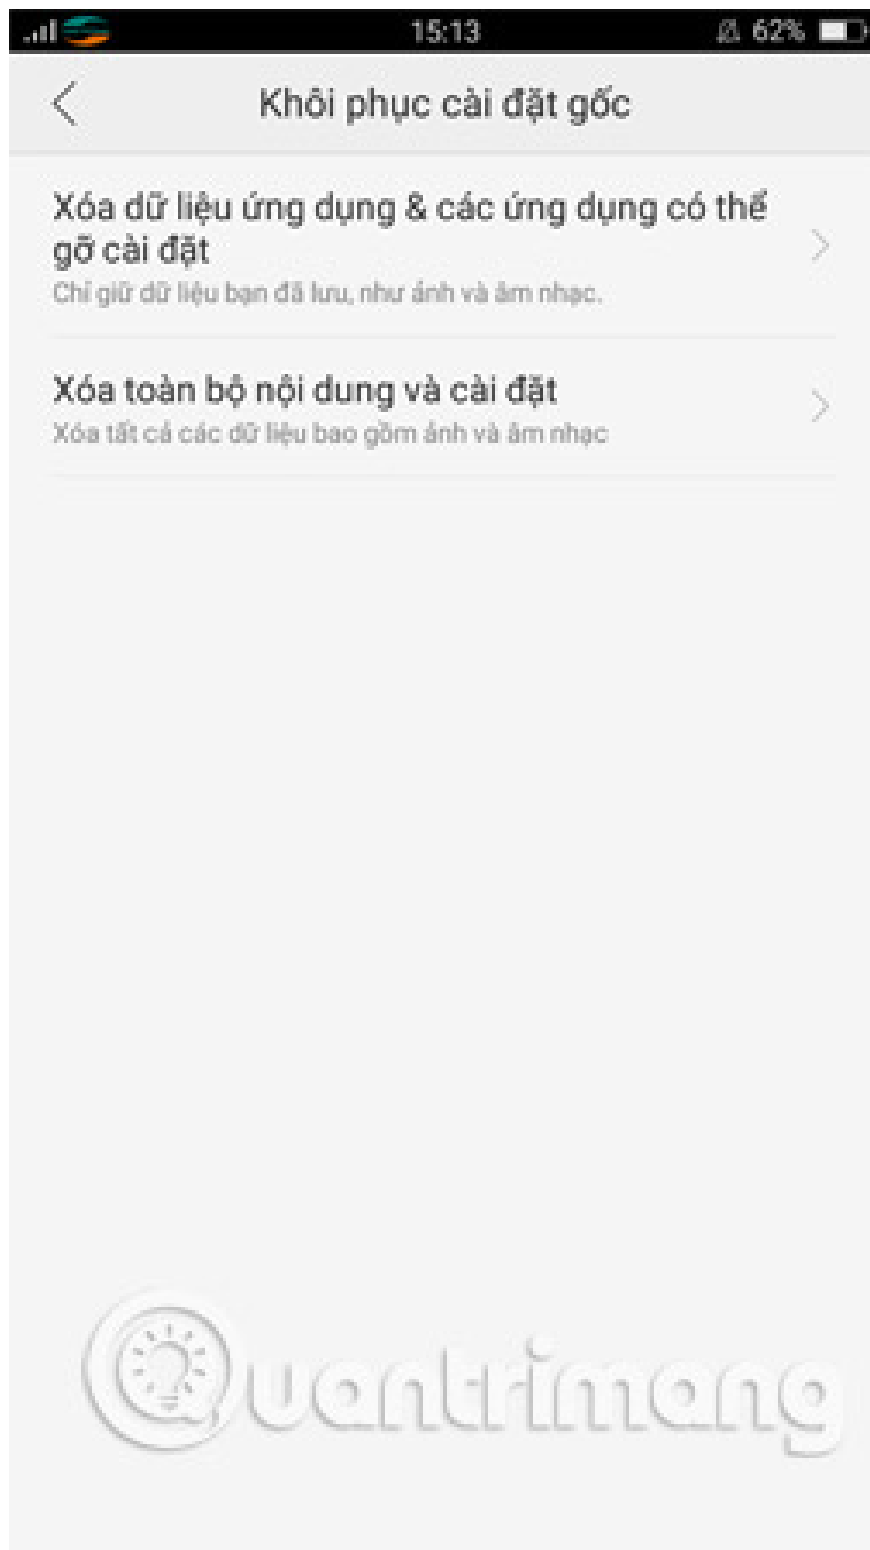 15:13
62%
Khôi phục cài đặt gốc
Xóa dữ liệu ứng dụng & các ứng dụng có thể
gỡ cài đặt
Chỉ giữ dữ liệu bạn đã lưu, như ảnh và âm nhạc.
Xóa toàn bộ nội dung và cài đặt
Xóa tất cả các dữ liệu bao gồm ảnh và âm nhạc
Quantrimang